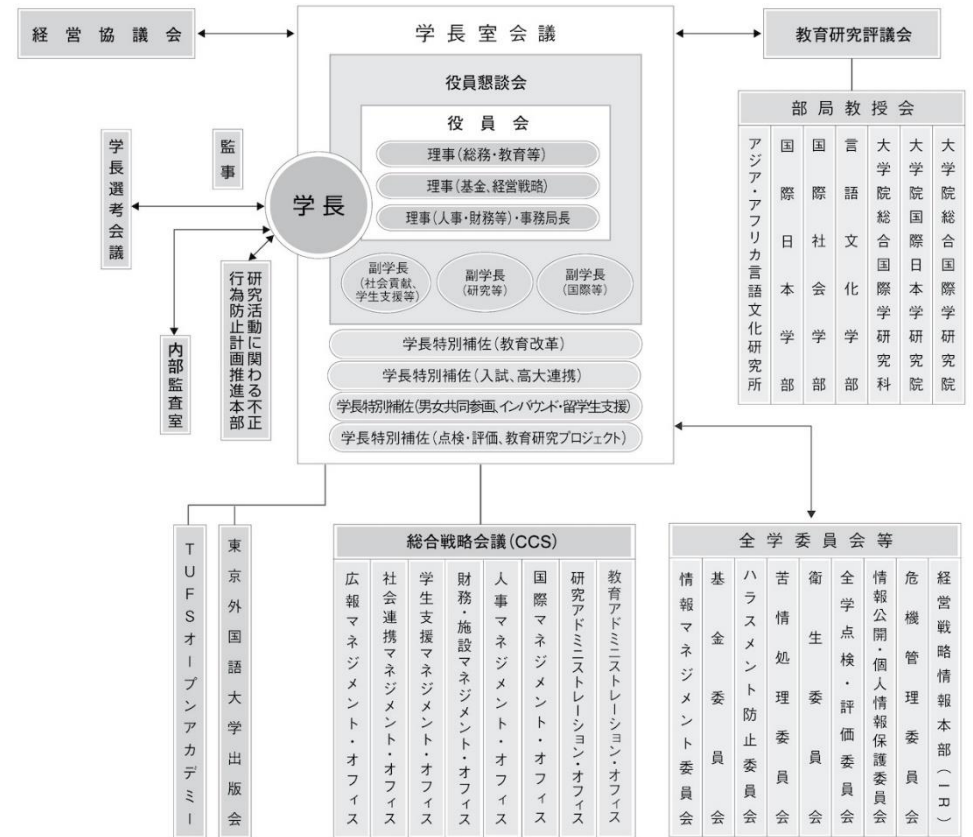 経営協議会
学長室会議
教育研究評議会
役員懇談会
役員会
理事(総務・教育等)
理事(基金、経営戦略)
理事(人事・財務等)・事務局長
学長
副学長
(社会貢献、
学生支援等)
副学長
(研究等)
副学長
(国際等)
学長特別補佐(教育改革)
学長特別補佐(入試、高大連携)
学長特別補佐(男女共同参画、インバウンド・留学生支援)
学長特別補佐(点検・評価、教育研究プロジェクト)
学長選考会議
監事
内部監査室
研究活動に関わる不正
行為防止計画推進本部
部局教授会
大学院総合国際学研究院
大学院国際日本学研究院
大学院総合国際学研究科
言語文化学部
国際社会学部
国際日本学部
アジア・アフリカ言語文化研究所
東京外国語大学出版会
TUFSオープンアカデミー
総合戦略会議(CCS)
教育アドミニストレーション・オフィス
研究アドミニストレーション・オフィス
国際マネジメント・オフィス
人事マネジメント・オフィス
財務・施設マネジメント・オフィス
学生支援マネジメント・オフィス
社会連携マネジメント・オフィス
広報マネジメント・オフィス
全学委員会等
経営戦略情報本部(IR)
危機管理委員会
情報公開・個人情報保護委員会
全学点検・評価委員会
衛生委員会
苦情処理委員会
ハラスメント防止委員会
基金委員会
情報マネジメント委員会